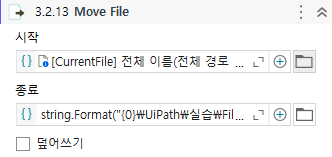 3.2.13 Move File
시작
{} [CurrentFile] 전체 이름(전체 경로 ...
종료
{} string.Format("{0}₩UiPath₩실습₩Fil ...
덮어쓰기